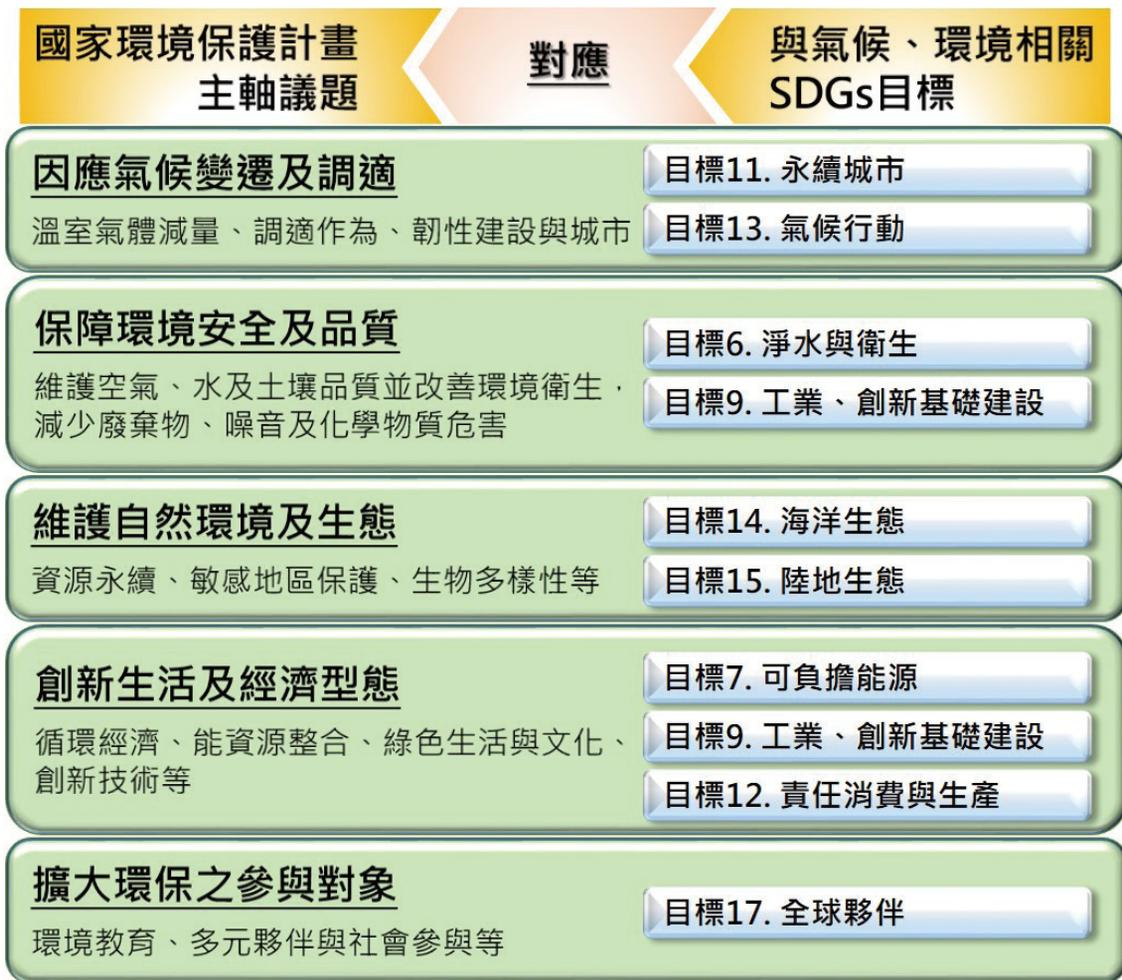 國家環境保護計畫
主軸議題
對應
與氣候、環境相關
SDGs目標
因應氣候變遷及調適
溫室氣體減量、調適作為、韌性建設與城市
目標11. 永續城市
目標13. 氣候行動
保障環境安全及品質
維護空氣、水及土壤品質並改善環境衛生，
減少廢棄物、噪音及化學物質危害
目標6. 淨水與衛生
目標9. 工業、創新基礎建設
維護自然環境及生態
資源永續、敏感地區保護、生物多樣性等
目標14. 海洋生態
目標15. 陸地生態
創新生活及經濟型態
循環經濟、能資源整合、綠色生活與文化、
創新技術等
目標7. 可負擔能源
目標9. 工業、創新基礎建設
目標12. 責任消費與生產
擴大環保之參與對象
環境教育、多元夥伴與社會參與等
目標17. 全球夥伴